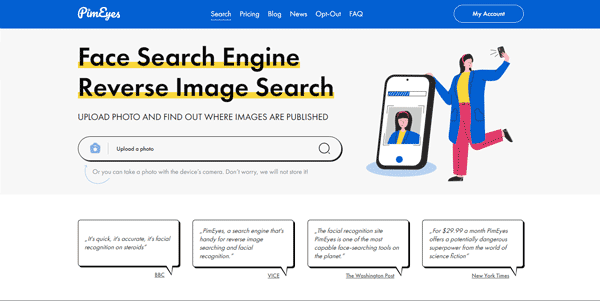 PimEyes
Search Pricing Blog News Opt-Out FAQ
My Account
Face Search Engine
Reverse Image Search
UPLOAD PHOTO AND FIND OUT WHERE IMAGES ARE PUBLISHED
Upload a photo
Or you can take a photo with the device's camera. Don't worry, we will not store it!
„It's quick, it's accurate, it's facial
recognition on steroids"
BBC
„PimEyes, a search engine that's
handy for reverse image
searching and facial
recognition."
VICE
„The facial recognition site
PimEyes is one of the most
capable face-searching tools on
the planet."
The Washington Post
„For $29.99 a month PimEyes
offers a potentially dangerous
superpower from the world of
science fiction"
New York Times